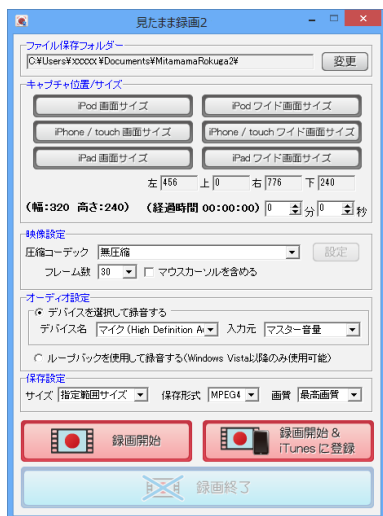 見たまま録画2
ファイル保存フォルダー
C:¥Users¥xxxxx¥Documents¥MitamamaRokuga2¥
変更
キャプチャ位置/サイズ
iPod 画面サイズ
iPod ワイド画面サイズ
iPhone / touch 画面サイズ
iPhone / touch ワイド画面サイズ
iPad 画面サイズ
iPad ワイド画面サイズ
左 456 上 0 右 776 下 240
(幅:320 高さ:240) (経過時間 00:00:00) 0 分 0 秒
映像設定
圧縮コーデック 無圧縮 設定
フレーム数 30 マウスカーソルを含める
オーディオ設定
デバイスを選択して録音する
デバイス名 マイク (High Definition A 入力元 マスター音量
ループバックを使用して録音する(Windows Vista以降のみ使用可能)
保存設定
サイズ 指定範囲サイズ 保存形式 MPEG4 画質 最高画質
録画開始
録画開始 &
iTunes に登録
録画終了